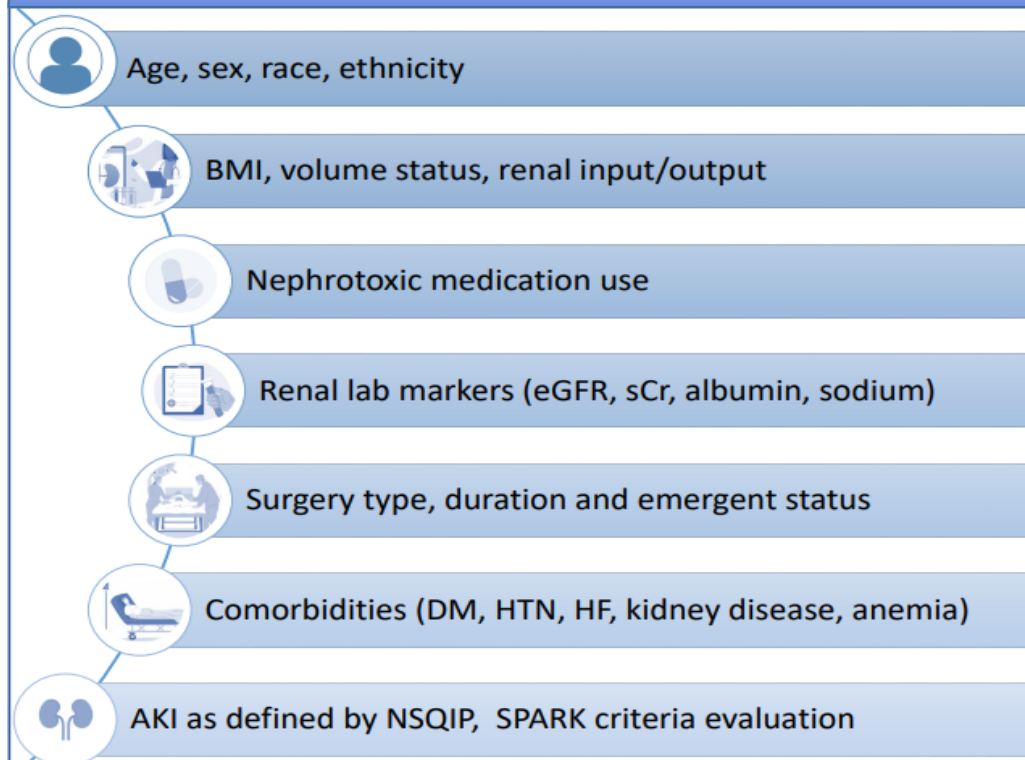 Age, sex, race, ethnicity
BMI, volume status, renal input/output
Nephrotoxic medication use
Renal lab markers (eGFR, sCr, albumin, sodium)
Surgery type, duration and emergent status
Comorbidities (DM, HTN, HF, kidney disease, anemia)
AKI as defined by NSQIP, SPARK criteria evaluation